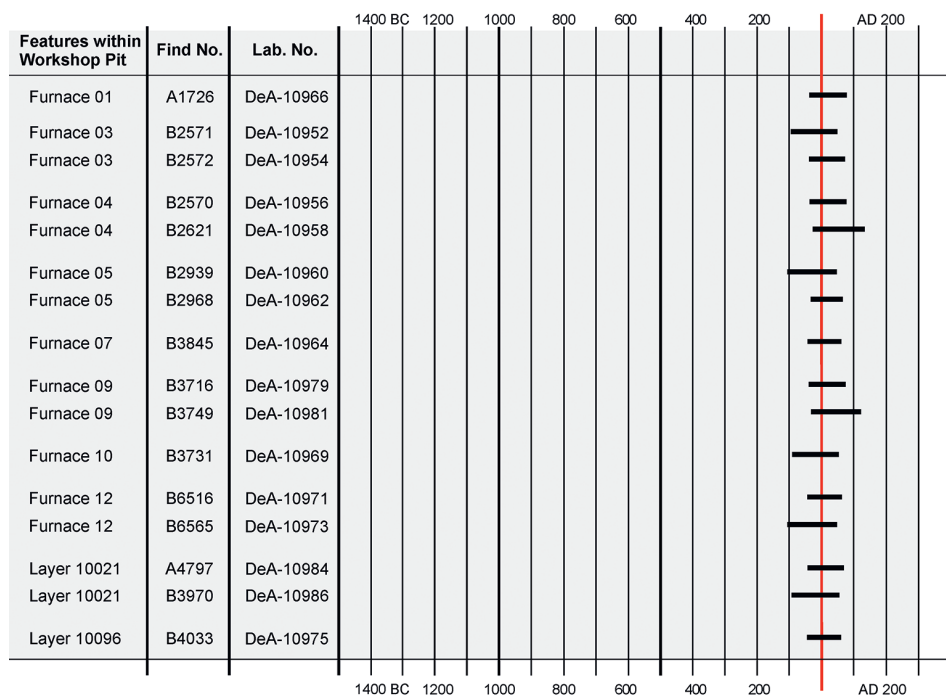 1400 BC 1200 1000 800 600 400 200 AD 200
Features within Workshop Pit Find No. Lab. No.
Furnace 01 A1726 DeA-10966
Furnace 03 B2571 DeA-10952
Furnace 03 B2572 DeA-10954
Furnace 04 B2570 DeA-10956
Furnace 04 B2621 DeA-10958
Furnace 05 B2939 DeA-10960
Furnace 05 B2968 DeA-10962
Furnace 07 B3845 DeA-10964
Furnace 09 B3716 DeA-10979
Furnace 09 B3749 DeA-10981
Furnace 10 B3731 DeA-10969
Furnace 12 B6516 DeA-10971
Furnace 12 B6565 DeA-10973
Layer 10021 A4797 DeA-10984
Layer 10021 B3970 DeA-10986
Layer 10096 B4033 DeA-10975
1400 BC 1200 1000 800 600 400 200 AD 200